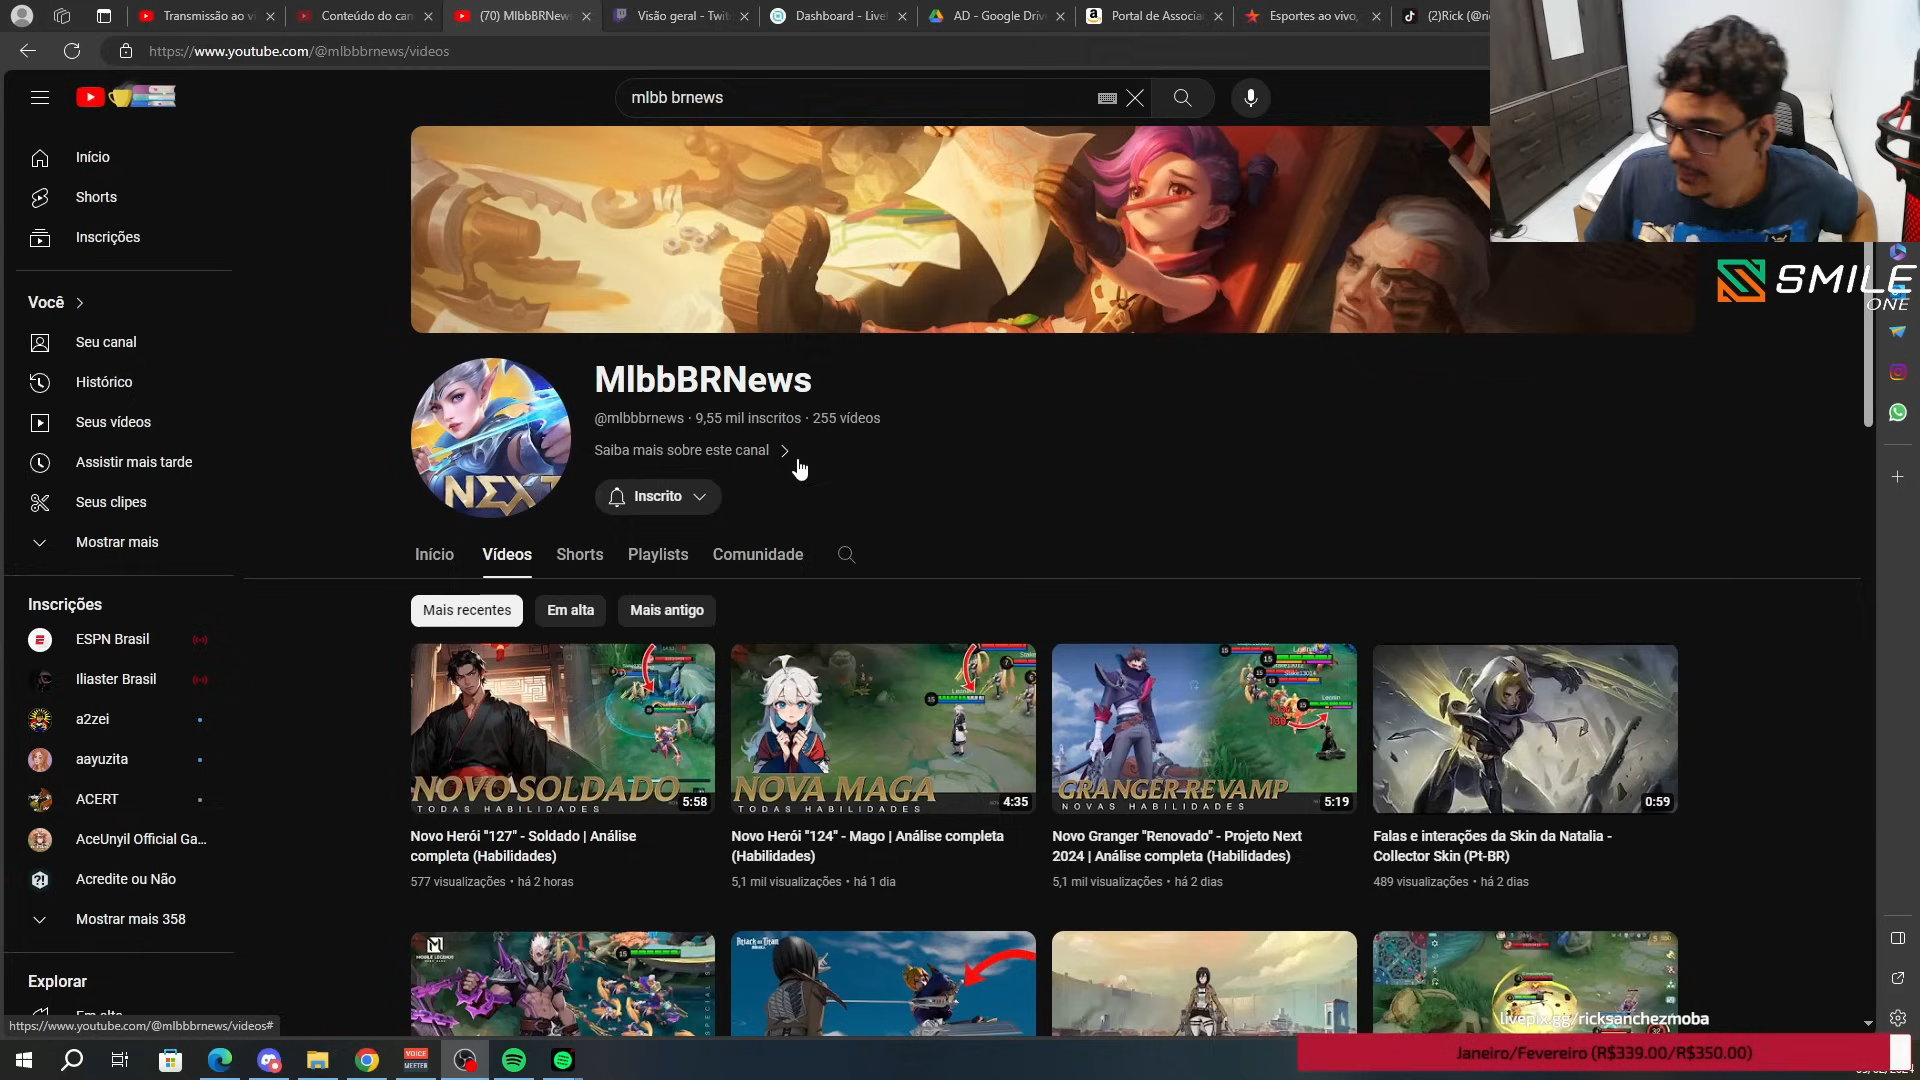 Transmissão ao vi
Conteúdo do can
(70) MlbbBRNews
Visão geral - Twit
Dashboard - Livel
AD - Google Driv
Portal de Associa
Esportes ao vivo,
(2)Rick (@ri
https://www.youtube.com/@mlbbbrnews/videos
mlbb brnews
Início
Shorts
Inscrições
Você
Seu canal
Histórico
Seus vídeos
Assistir mais tarde
Seus clipes
Mostrar mais
Inscrições
ESPN Brasil
Iliaster Brasil
a2zei
aayuzita
ACERT
AceUnyil Official Ga...
Acredite ou Não
Mostrar mais 358
Explorar
https://www.youtube.com/@mlbbbrnews/videos#
SMILE
ONE
NEXT
MlbbBRNews
@mlbbbrnews · 9,55 mil inscritos · 255 vídeos
Saiba mais sobre este canal
Inscrito
Início Vídeos Shorts Playlists Comunidade
Mais recentes Em alta Mais antigo
NOVO SOLDADO
TODAS HABILIDADES
5:58
Novo Herói "127" - Soldado | Análise
completa (Habilidades)
577 visualizações • há 2 horas
NOVA MAGA
TODAS HABILIDADES
4:35
Novo Herói "124" - Mago | Análise completa
(Habilidades)
5,1 mil visualizações • há 1 dia
GRANGER REVAMP
NOVAS HABILIDADES
5:19
Novo Granger "Renovado" - Projeto Next
2024 | Análise completa (Habilidades)
5,1 mil visualizações • há 2 dias
0:59
Falas e interações da Skin da Natalia -
Collector Skin (Pt-BR)
489 visualizações • há 2 dias
Attack on Titan
livepix.gg/ricksanchezmoba
Janeiro/Fevereiro (R$339.00/R$350.00)
VOICE
MEETER